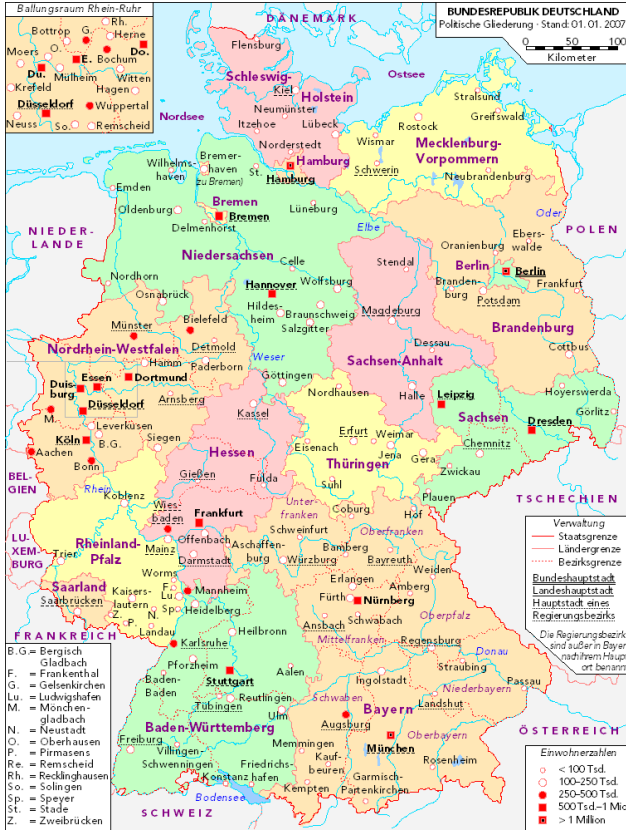 Ballungsraum Rhein-Ruhr
Rh.
Bottrop
O.
G.
Herne
Moers
Do.
E.
Bochum
Du.
Mülheim
Witten
Krefeld
Hagen
Düsseldorf
Wuppertal
Neuss
So.
Remscheid
DÄNEMARK
BUNDESREPUBLIK DEUTSCHLAND
Politische Gliederung · Stand: 01. 01. 2007
0
50
100
Kilometer
Flensburg
Schleswig-
Holstein
Kiel
Ostsee
Nordsee
Neumünster
Itzehoe
Lübeck
Stralsund
Greifswald
Rostock
Wismar
Mecklenburg-
Vorpommern
Norderstedt
Hamburg
St.
Hamburg
Schwerin
Neubrandenburg
Wilhelms-
haven
Bremer-
haven
(zu Bremen)
Emden
Oldenburg
Bremen
Bremen
Delmenhorst
Lüneburg
Elbe
Oder
NIEDER-
LANDE
POLEN
Niedersachsen
Celle
Stendal
Oranienburg
Ebers-
walde
Berlin
Berlin
Nordhorn
Osnabrück
Hannover
Wolfsburg
Branden-
burg
Potsdam
Frankfurt
Hildes-
heim
Braunschweig
Salzgitter
Magdeburg
Brandenburg
Münster
Bielefeld
Detmold
Nordrhein-Westfalen
Hamm
Paderborn
Weser
Dessau
Sachsen-Anhalt
Cottbus
Duis-
burg
Essen
Dortmund
Göttingen
Nordhausen
Halle
Leipzig
Hoyerswerda
Düsseldorf
Arnsberg
Kassel
Görlitz
M.
Leverkusen
Sachsen
Dresden
Köln
B.G.
Siegen
Hessen
Erfurt
Weimar
Eisenach
Jena
Gera
Chemnitz
Aachen
Bonn
Gießen
Fulda
Thüringen
Zwickau
BEL-
GIEN
Rhein
Koblenz
Suhl
Plauen
TSCHECHIEN
Wies-
baden
Frankfurt
Unter-
franken
Coburg
Hof
LU-
XEM-
BURG
Rheinland-
Pfalz
Mainz
Offenbach
Schweinfurt
Oberfranken
Aschaffen-
burg
Bamberg
Bayreuth
Trier
Darmstadt
Würzburg
Weiden
Worms
Erlangen
Amberg
Saarland
Saarbrücken
Kaisers-
lautern
F.
Lu
Mannheim
Fürth
Nürnberg
N.
Sp
Heidelberg
Schwabach
Oberpfalz
Z.
P.
Landau
Ansbach
Mittelfranken
Regensburg
FRANKREICH
Karlsruhe
Heilbronn
Donau
Straubing
Pforzheim
Aalen
Ingolstadt
Passau
Baden-
Baden
Stuttgart
Niederbayern
Reutlingen
Schwaben
Landshut
Tübingen
Ulm
Augsburg
Bayern
Oberbayern
Baden-Württemberg
München
Freiburg
Memmingen
ÖSTERREICH
Villingen-
Schwenningen
Friedrichs-
hafen
Kauf-
beuren
Rosenheim
Konstanz
Kempten
Garmisch-
Partenkirchen
SCHWEIZ
Bodensee
B.G.= Bergisch
Gladbach
F. = Frankenthal
G. = Gelsenkirchen
Lu. = Ludwigshafen
M. = Mönchen-
gladbach
N. = Neustadt
O. = Oberhausen
P. = Pirmasens
Re. = Remscheid
Rh. = Recklinghausen
So. = Solingen
Sp. = Speyer
St. = Stade
Z. = Zweibrücken
Verwaltung
Staatsgrenze
Ländergrenze
Bezirksgrenze
Bundeshauptstadt
Landeshauptstadt
Hauptstadt eines
Regierungsbezirks
Die Regierungsbezirk
sind außer in Bayer
nach ihrem Haup
ort benann
Einwohnerzahlen
< 100 Tsd.
100-250 Tsd.
250-500 Tsd.
500 Tsd.–1 Mio
> 1 Million